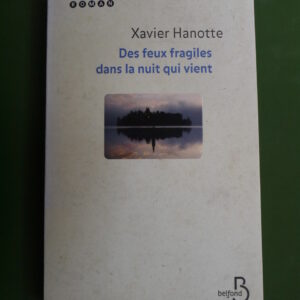 ROMAN
Xavier Hanotte
Des feux fragiles
dans la nuit qui vient
belfond